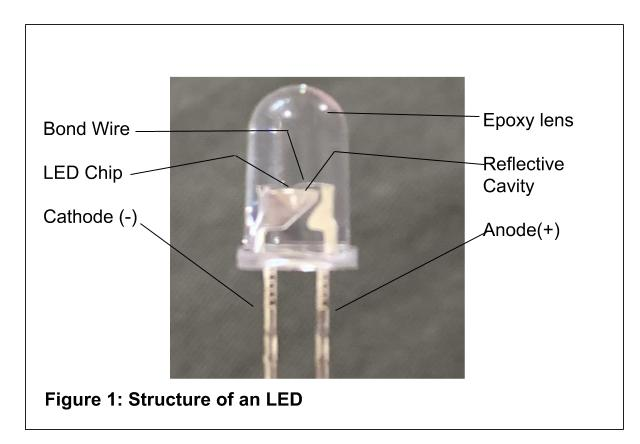 Bond Wire
LED Chip
Cathode (-)
Epoxy lens
Reflective
Cavity
Anode(+)
Figure 1: Structure of an LED